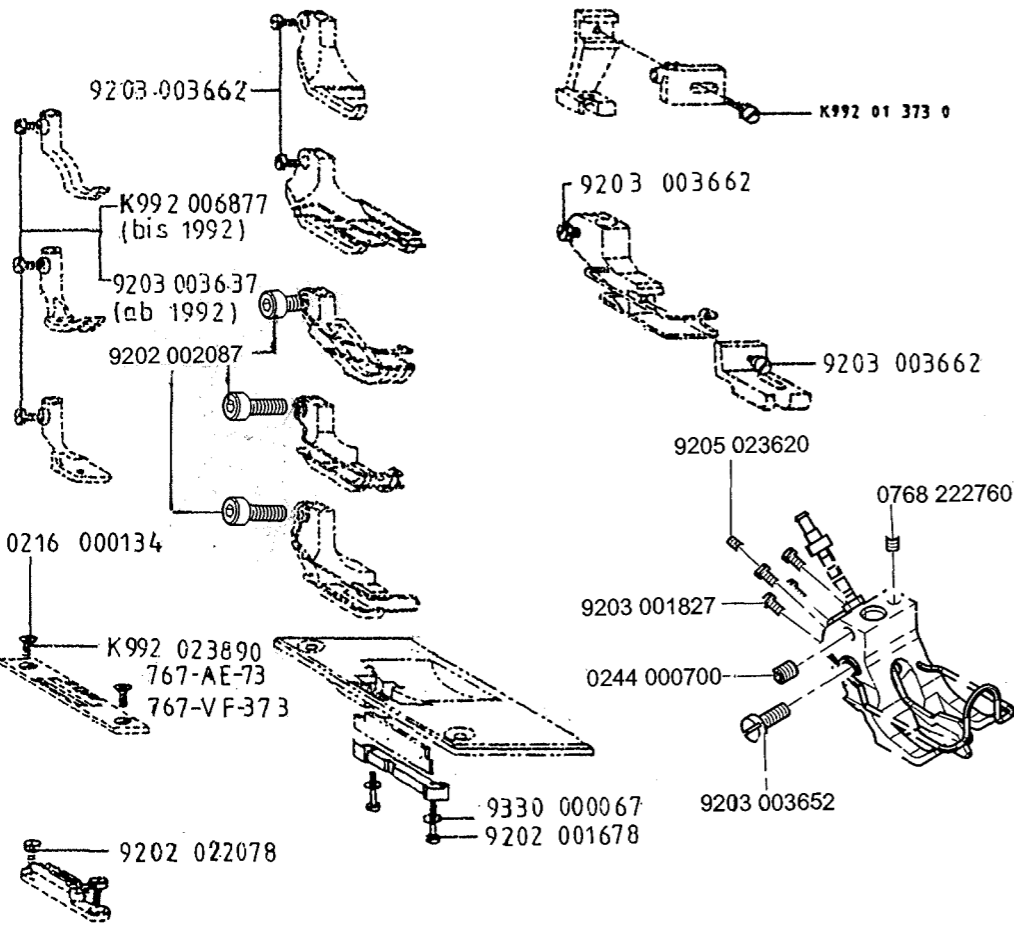 9203 003662
K992 01 373 0
9203 003662
K992 006877
(bis 1992)
9203 003637
(ab 1992)
9202 002087
9203 003662
9205 023620
0768 222760
0216 000134
9203 001827
K992 023890
767-AE-73
767-VF-373
0244 000700
9203 003652
9330 000067
9202 001678
9202 022078